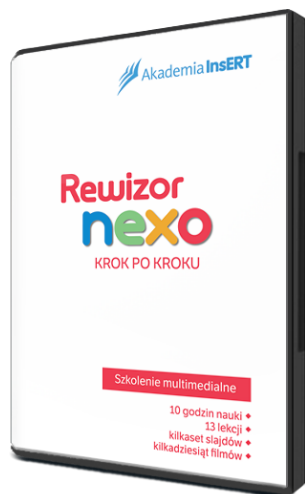 Akademia InsERT
Rewizor
nexo
KROK PO KROKU
Szkolenie multimedialne
10 godzin nauki ◆
13 lekcji ◆
kilkaset slajdów ◆
kilkadziesiąt filmów ◆